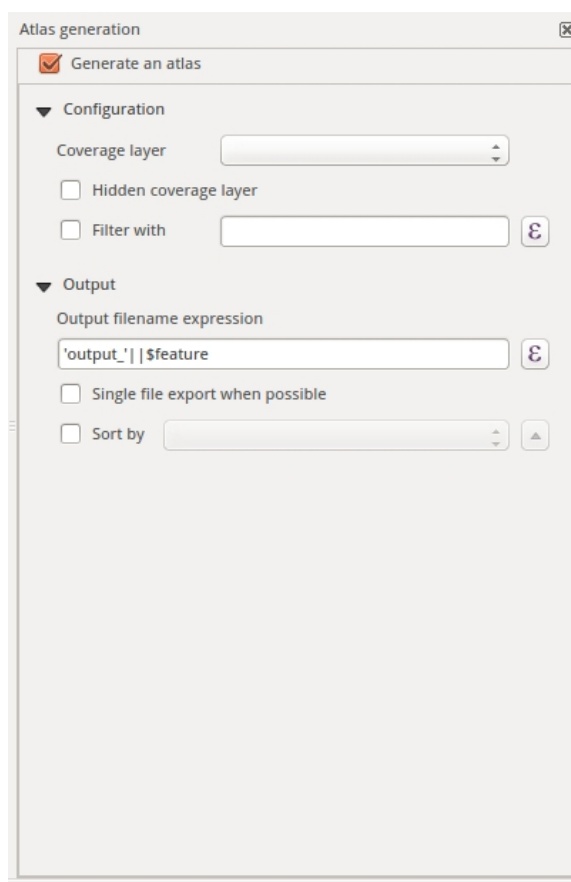 Atlas generation
Generate an atlas
Configuration
Coverage layer
Hidden coverage layer
Filter with
ε
Output
Output filename expression
'output_'||$feature
ε
Single file export when possible
Sort by